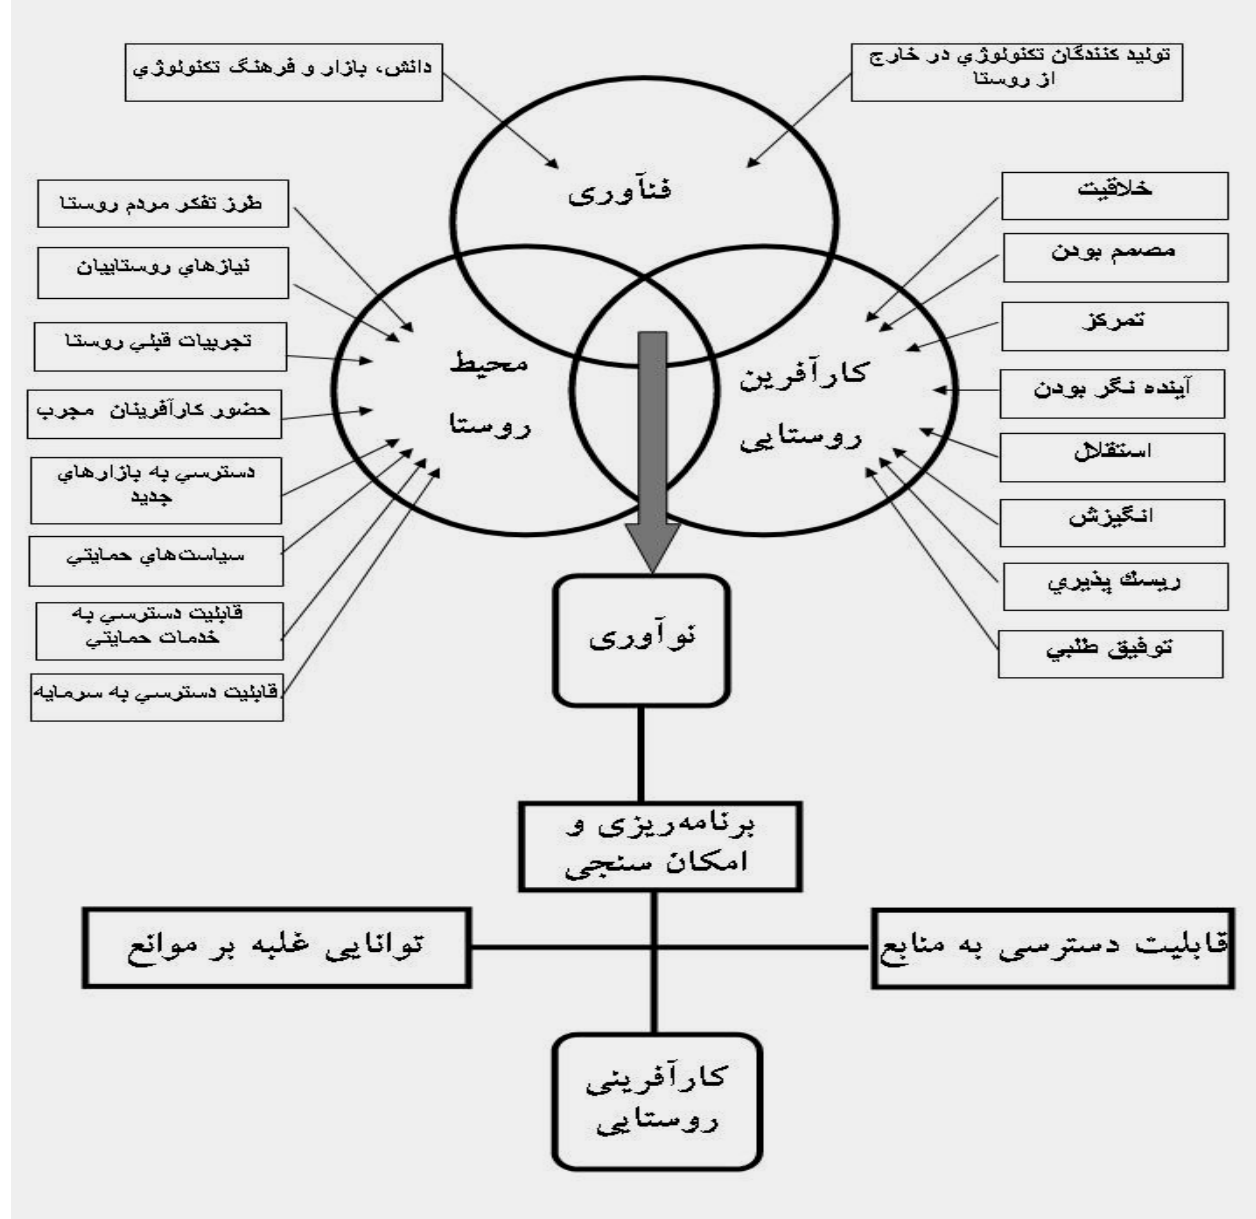 تولید کنندگان تکنولوژي در خارج
از روستا
دانش، بازار و فرهنگ تکنولوژي
فنآوری
خلاقیت
مصمم بودن
تمرکز
آینده نگر بودن
استقلال
انگیزش
ریسك پذیري
توفیق طلبي
طرز تفکر مردم روستا
نیازهاي روستاییان
تجربیات قبلي روستا
حضور کارآفرینان مجرب
دسترسي به بازارهاي
جدید
سیاست‌هاي حمایتي
قابلیت دسترسي به
خدمات حمایتي
قابلیت دسترسي به سرمایه
کارآفرین
روستایی
محیط
روستا
نوآوری
برنامه‌ریزی و
امکان سنجی
قابلیت دسترسی به منابع
توانایی غلبه بر موانع
کارآفرینی
روستایی